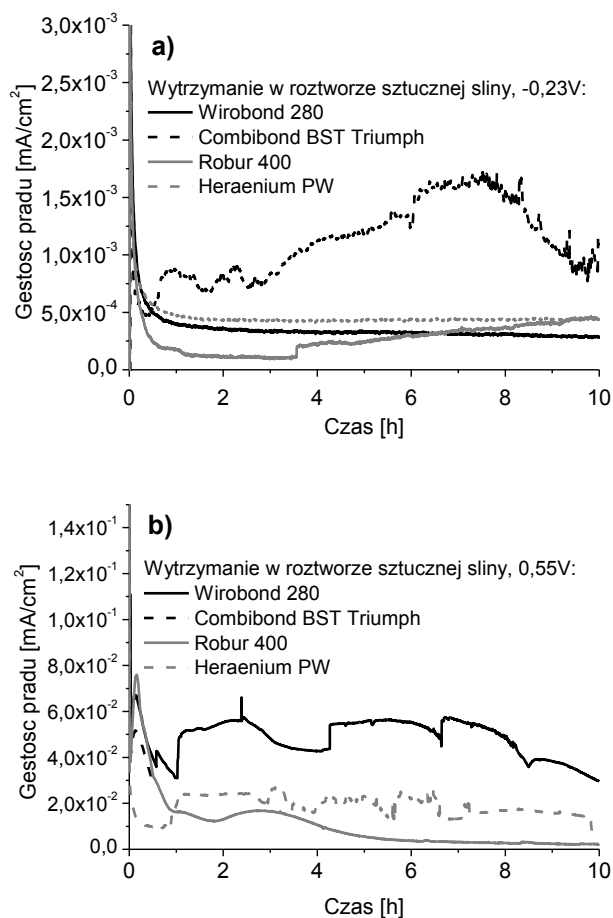 3,0x10-3
a)
Wytrzymanie w roztworze sztucznej sliny, -0,23V:
2,5x10-3
Wirobond 280
Combibond BST Triumph
2,0x10-3
Robur 400
Heraenium PW
1,5x10-3
1,0x10-3
5,0x10-4
0,0
Gestosc pradu [mA/cm2]
0 2 4 6 8 10
Czas [h]
b)
1,4x10-1
Wytrzymanie w roztworze sztucznej sliny, 0,55V:
1,2x10-1
Wirobond 280
Combibond BST Triumph
1,0x10-1
Robur 400
8,0x10-2
Heraenium PW
6,0x10-2
4,0x10-2
2,0x10-2
0,0
Gestosc pradu [mA/cm2]
0 2 4 6 8 10
Czas [h]